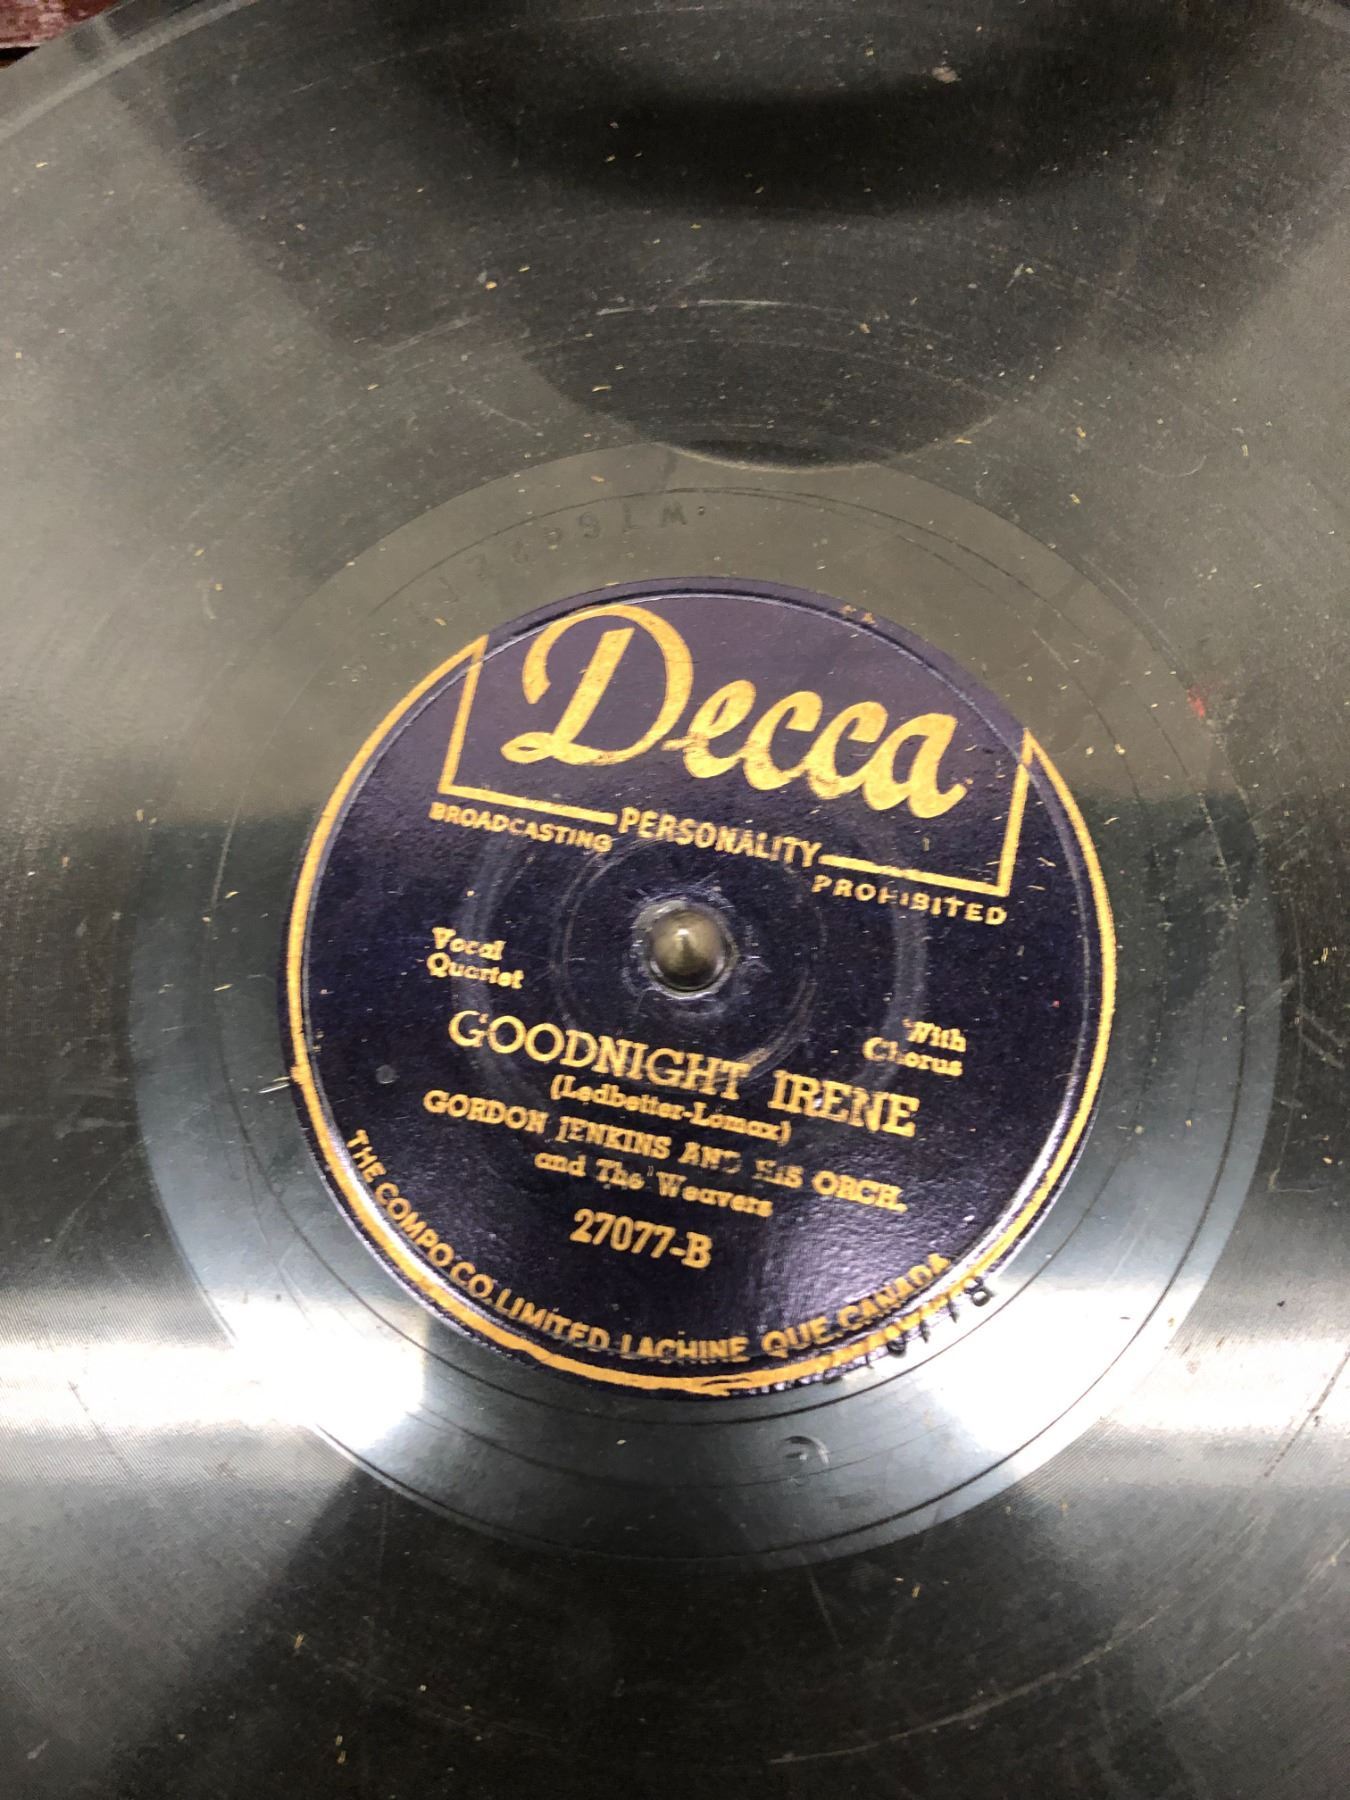 Decca
BROADCASTING PERSONALITY PROHIBITED
Vocal
Quartet
With
Chorus
GOODNIGHT IRENE
(Ledbetter-Lomax)
GORDON JENKINS AND HIS ORCH.
and The Weavers
27077-B
THE COMPO CO. LIMITED. LACHINE QUE. CANADA